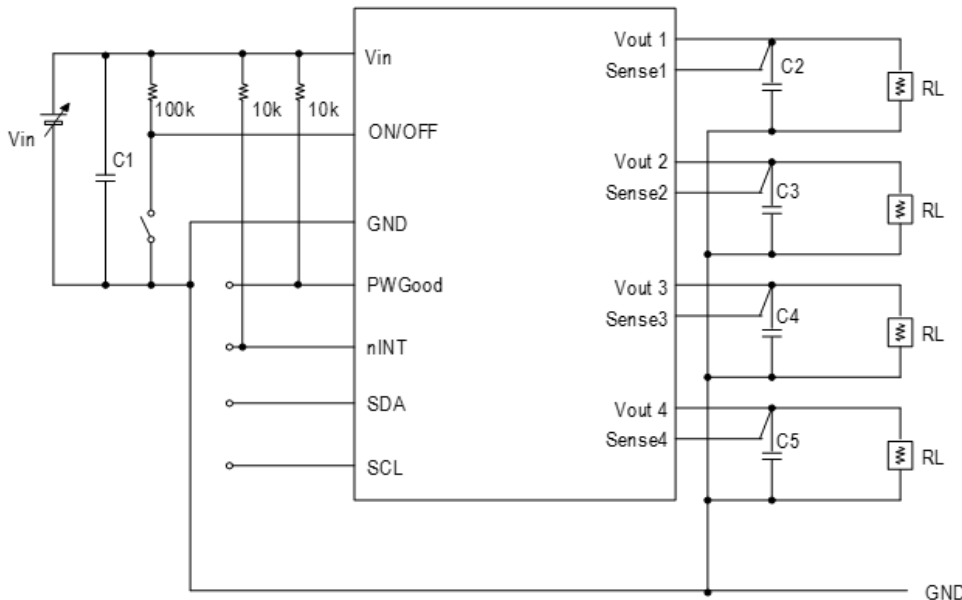 Vin
C1
100k
10k
10k
Vin
ON/OFF
GND
PWGood
nINT
SDA
SCL
Vout 1
Sense1
Vout 2
Sense2
Vout 3
Sense3
Vout 4
Sense4
C2
RL
C3
RL
C4
RL
C5
RL
GND